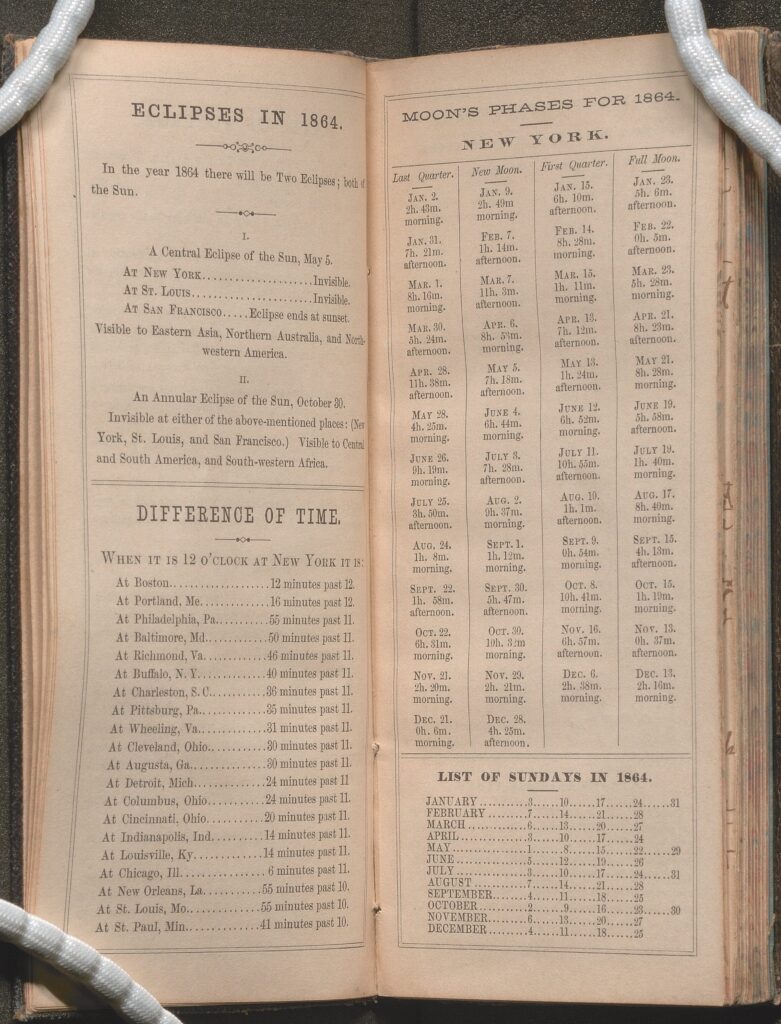 ECLIPSES IN 1864.
In the year 1864 there will be Two Eclipses; both of
the Sun.
I.
A Central Eclipse of the Sun, May 5.
AT NEW YORK....................Invisible.
AT ST. LOUIS......................Invisible.
AT SAN FRANCISCO.....Eclipse ends at sunset.
Visible to Eastern Asia, Northern Australia, and North-
western America.
II.
An Annular Eclipse of the Sun, October 30.
Invisible at either of the above-mentioned places: (New
York, St. Louis, and San Francisco.) Visible to Central
and South America, and South-western Africa.
DIFFERENCE OF TIME.
WHEN IT IS 12 O'CLOCK AT NEW YORK IT IS:
At Boston..................12 minutes past 12.
At Portland, Me............16 minutes past 12.
At Philadelphia, Pa.........55 minutes past 11.
At Baltimore, Md...........50 minutes past 11.
At Richmond, Va...........46 minutes past 11.
At Buffalo, N. Y............40 minutes past 11.
At Charleston, S. C..........36 minutes past 11.
At Pittsburg, Pa............35 minutes past 11.
At Wheeling, Va............31 minutes past 11.
At Cleveland, Ohio..........30 minutes past 11.
At Augusta, Ga.............30 minutes past 11.
At Detroit, Mich............24 minutes past 11
At Columbus, Ohio..........24 minutes past 11.
At Cincinnati, Ohio.........20 minutes past 11.
At Indianapolis, Ind.........14 minutes past 11.
At Louisville, Ky............14 minutes past 11.
At Chicago, Ill...............6 minutes past 11.
At New Orleans, La.........55 minutes past 10.
At St. Louis, Mo............55 minutes past 10.
At St. Paul, Min............41 minutes past 10.
MOON'S PHASES FOR 1864.
NEW YORK.
Last Quarter. New Moon. First Quarter. Full Moon.
JAN. 2. JAN. 9. JAN. 15. JAN. 23.
2h. 43m. 2h. 49m 6h. 10m. 5h. 6m.
morning. morning. afternoon. afternoon.
JAN. 31. FEB. 7. FEB. 14. FEB. 22.
7h. 21m. 1h. 14m. 8h. 28m. 0h. 5m.
afternoon. afternoon. morning. afternoon.
MAR. 1. MAR. 7. MAR. 15. MAR. 23.
8h. 16m. 11h. 3m. 1h. 11m. 5h. 28m.
morning. afternoon. morning. morning.
MAR. 30. APR. 6. APR. 13. APR. 21.
5h. 24m. 8h. 7h. 12m. 8h. 23m.
afternoon. morning. afternoon. morning.
APR. 28. MAY 5. MAY 13. MAY 21.
11h. 38m. 7h. 18m. 1h. 24m. 8h. 28m.
afternoon. afternoon. afternoon. morning.
MAY 28. JUNE 4. JUNE 12. JUNE 19.
4h. 25m. 6h. 44m. 6h. 52m. 5h. 58m.
morning. morning. morning. afternoon.
JUNE 26. JULY 3. JULY 11. JULY 19.
9h. 19m. 7h. 28m. 10h. 55m. 1h. 40m.
morning. afternoon. afternoon. morning.
JULY 25. AUG. 2. AUG. 10. AUG. 17.
3h. 50m. 9h. 37m. 1h. 1m. 8h. 49m.
afternoon. morning. afternoon. morning.
AUG. 24. SEPT. 1. SEPT. 9. SEPT. 15.
1h. 8m. 1h. 12m. 0h. 54m. 4h. 13m.
morning. morning. morning. afternoon.
SEPT. 22. SEPT. 30. OCT. 8. OCT. 15.
1h. 58m. 5h. 47m. 10h. 41m. 1h. 19m.
afternoon. afternoon. morning. morning.
OCT. 22. OCT. 30. NOV. 16. NOV. 13.
6h. 31m. 6h. 57m. 0h. 37m.
morning. morning. afternoon. afternoon.
NOV. 21. NOV. 29. DEC. 6. DEC. 13.
2h. 20m. 2h. 21m. 2h. 38m. 2h. 16m.
morning. morning. afternoon. morning.
DEC. 21. DEC. 28.
0h. 6m. 4h. 25m.
morning. afternoon.
LIST OF SUNDAYS IN 1864.
JANUARY..........3......10......17......24......31
FEBRUARY........7......14......21......28
MARCH............6......13......20......27
APRIL.............3......10......17......24
MAY...............1......8......15......22......29
JUNE..............5......12......19......26
JULY..............3......10......17......24......31
AUGUST..........7......14......21......28
SEPTEMBER.......4......11......18......25
OCTOBER.........2......9......16......23......30
NOVEMBER.......6......13......20......27
DECEMBER.......4......11......18......25